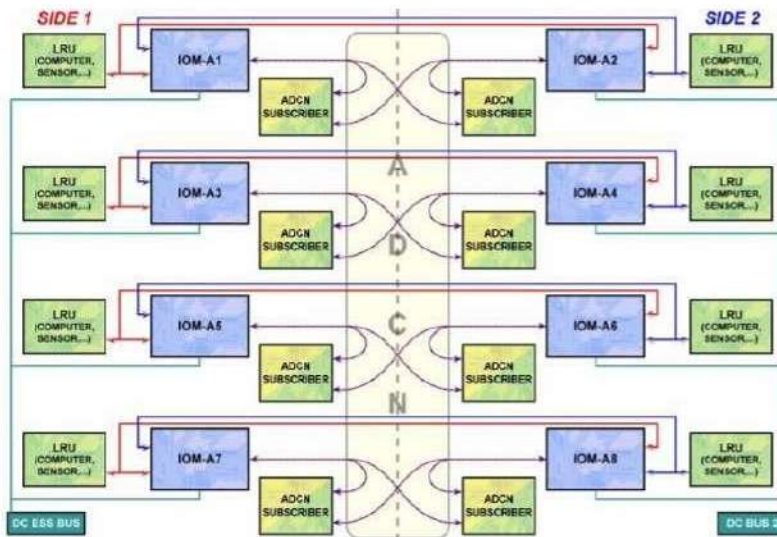 SIDE 1
SIDE 2
LRU
(COMPUTER,
SENSOR,...)
IOM-A1
IOM-A2
LRU
(COMPUTER,
SENSOR,...)
ADCN
SUBSCRIBER
ADCN
SUBSCRIBER
A
LRU
(COMPUTER,
SENSOR,...)
IOM-A3
IOM-A4
LRU
(COMPUTER,
SENSOR,...)
ADCN
SUBSCRIBER
ADCN
SUBSCRIBER
D
LRU
(COMPUTER,
SENSOR,...)
IOM-A5
C
IOM-A6
LRU
(COMPUTER,
SENSOR,...)
ADCN
SUBSCRIBER
ADCN
SUBSCRIBER
N
LRU
(COMPUTER,
SENSOR,...)
IOM-A7
IOM-A8
LRU
(COMPUTER,
SENSOR,...)
ADCN
SUBSCRIBER
ADCN
SUBSCRIBER
DC ESS BUS
DC BUS 2